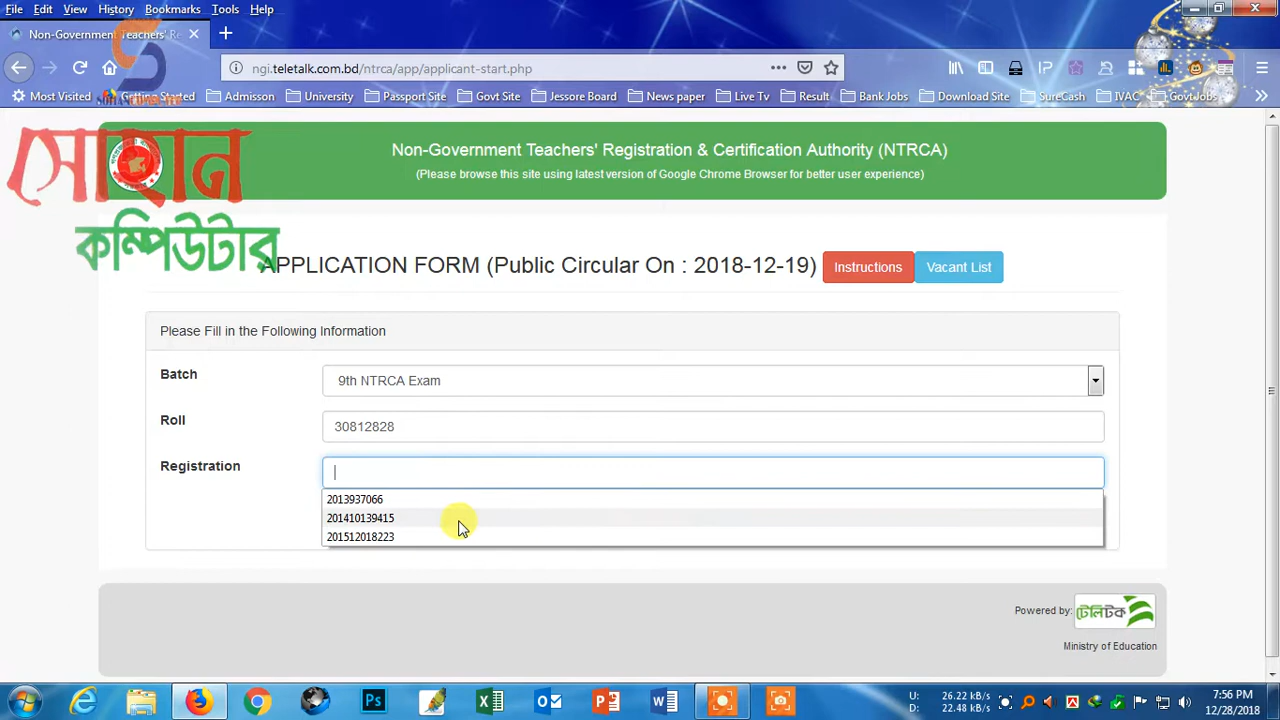 File Edit View History Bookmarks Tools Help
Non-Government Teachers' Re
ngi.teletalk.com.bd/ntrca/app/applicant-start.php
Most Visited Getting Started Admisson University Passport Site Govt Site Jessore Board News paper Live Tv Result Bank Jobs Download Site SureCash IVAC Govt Jobs
সোহান
কম্পিউটার
Non-Government Teachers' Registration & Certification Authority (NTRCA)
(Please browse this site using latest version of Google Chrome Browser for better user experience)
APPLICATION FORM (Public Circular On : 2018-12-19) Instructions Vacant List
Please Fill in the Following Information
Batch 9th NTRCA Exam
Roll 30812828
Registration
2013937066
201410139415
201512018223
Powered by: টেলিটক
Ministry of Education
U: 26.22 kB/s
D: 22.48 kB/s
7:56 PM
12/28/2018